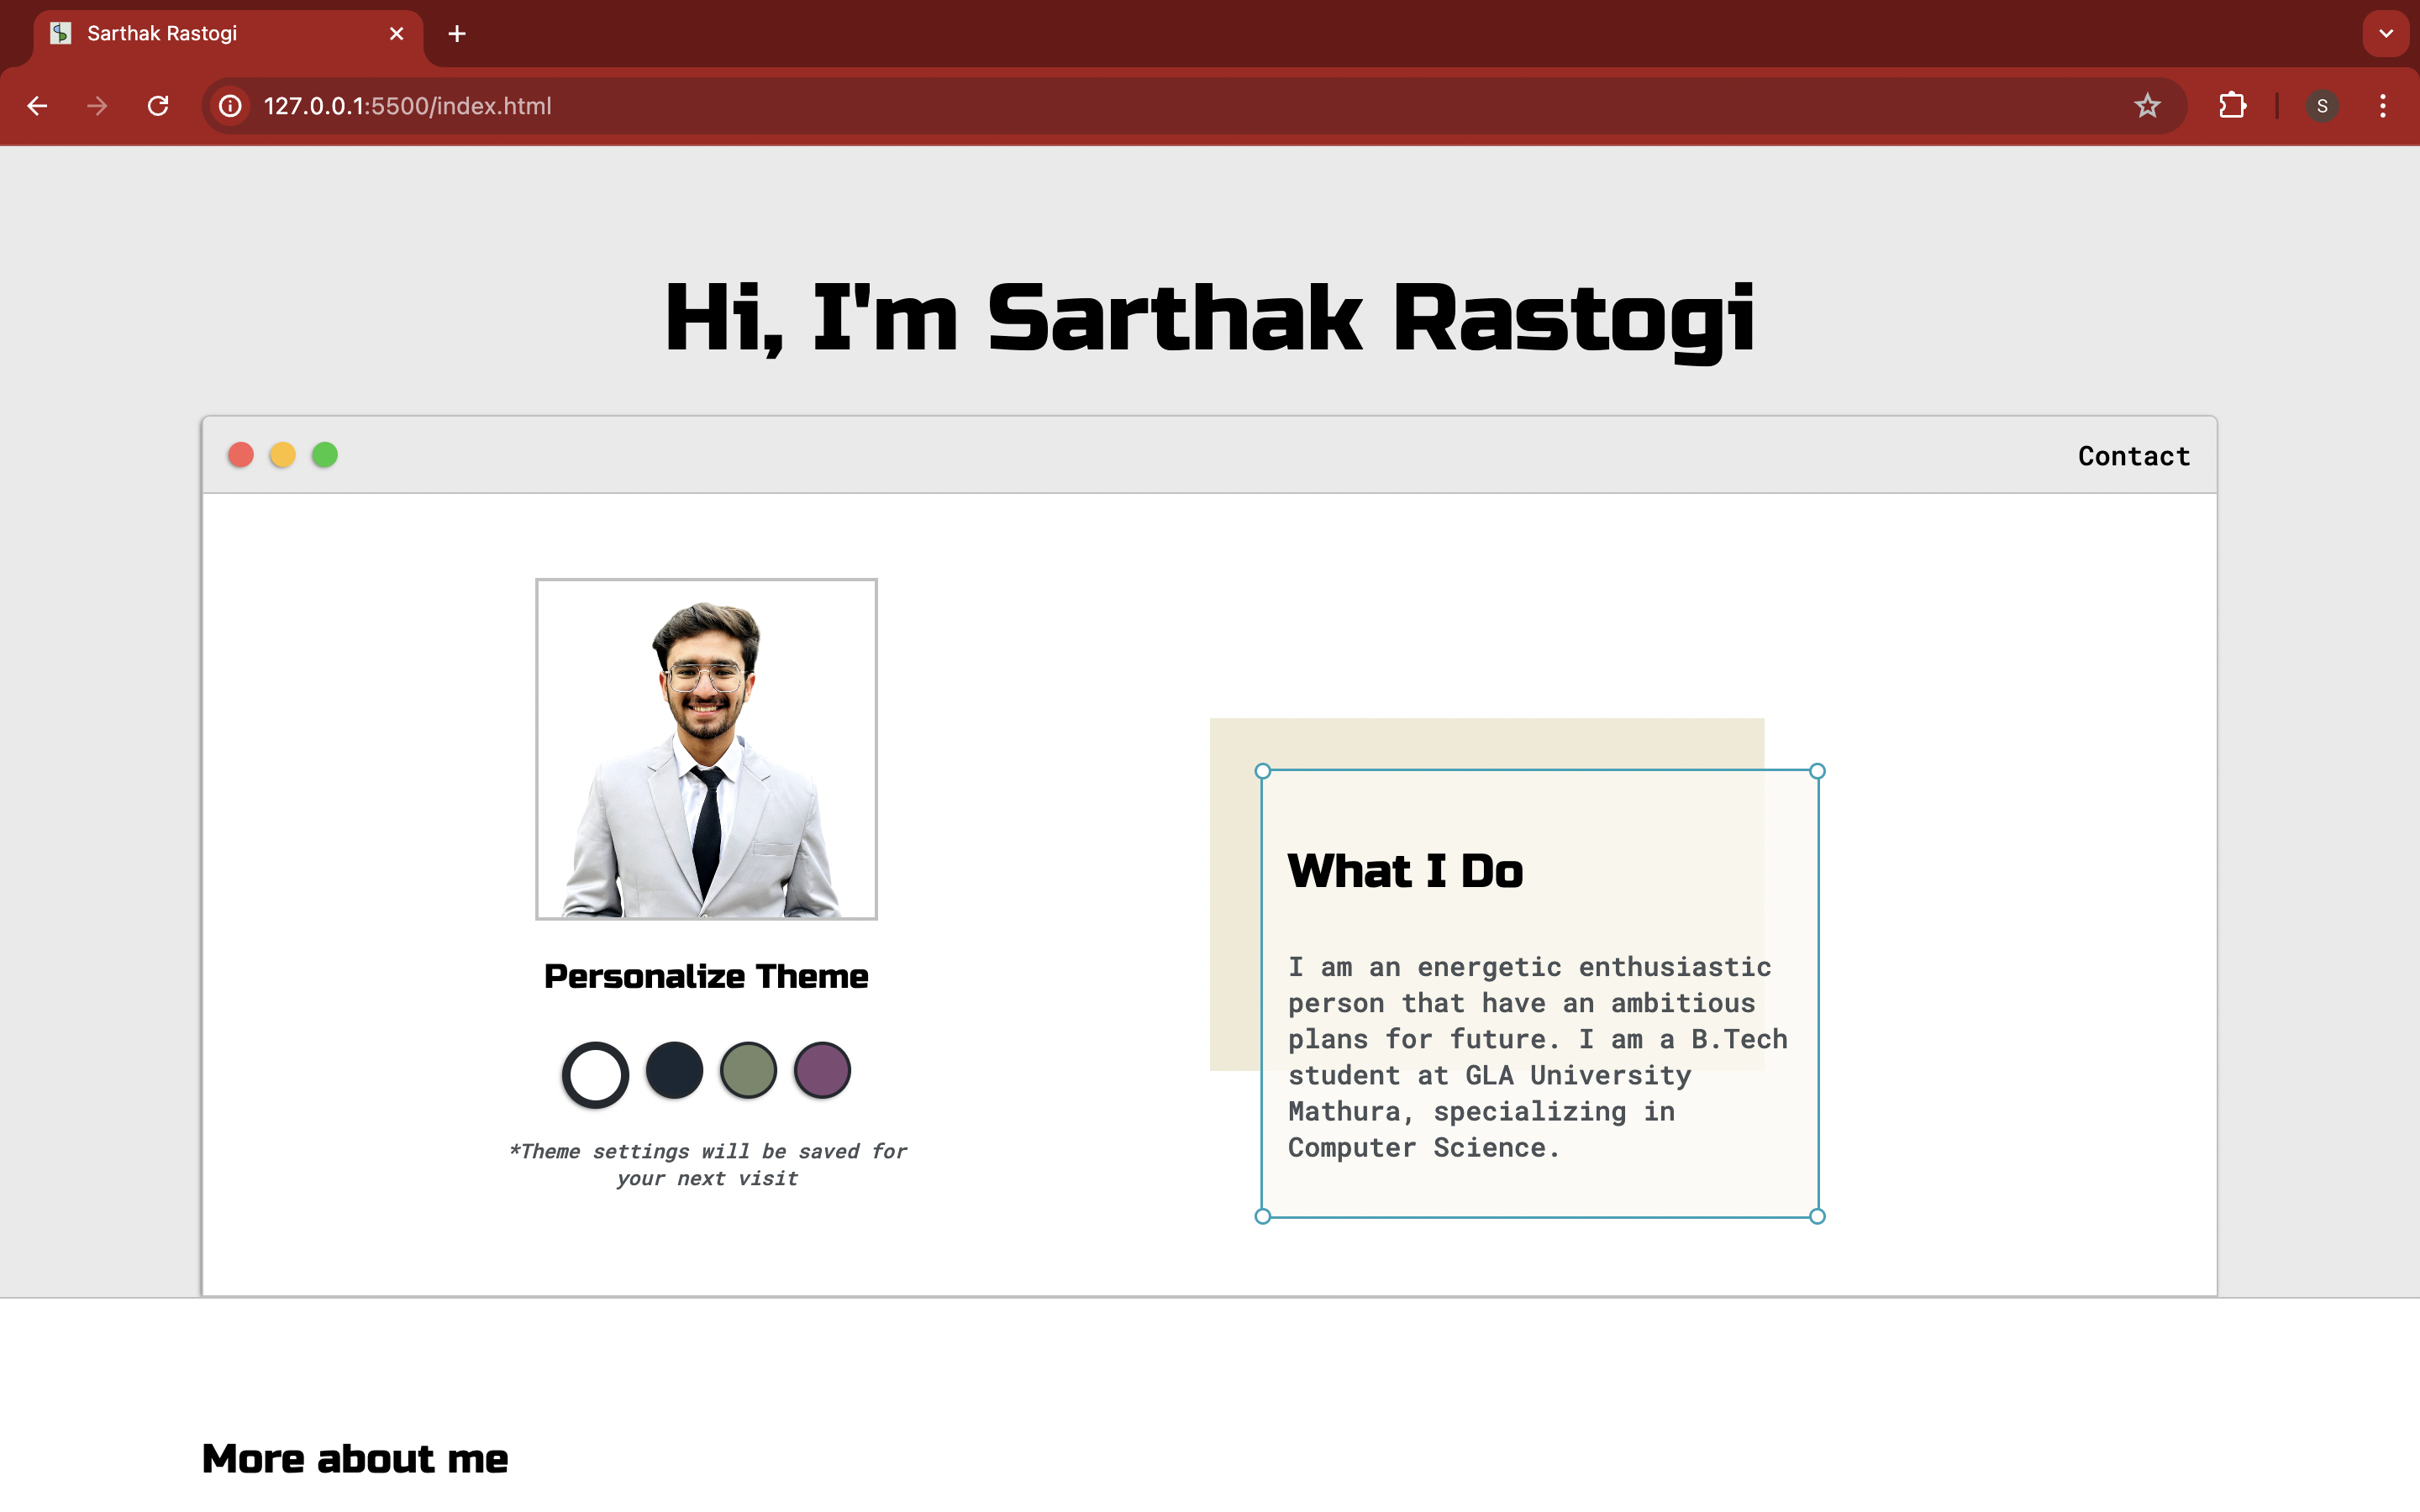 Sarthak Rastogi
127.0.0.1:5500/index.html
S
Hi, I'm Sarthak Rastogi
Contact
Personalize Theme
*Theme settings will be saved for
your next visit
What I Do
I am an energetic enthusiastic
person that have an ambitious
plans for future. I am a B.Tech
student at GLA University
Mathura, specializing in
Computer Science.
More about me